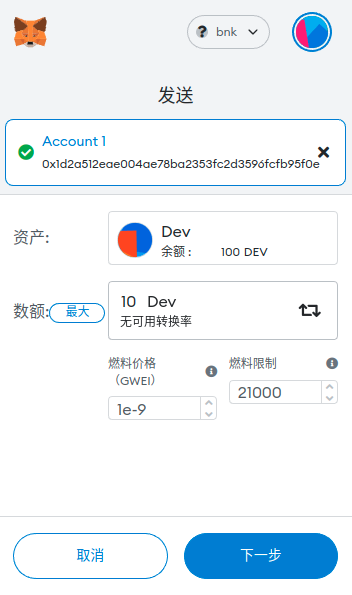 bnk
发送
Account 1
0x1d2a512eae004ae78ba2353fc2d3596fcfb95f0e
资产:
Dev
余额： 100 DEV
数额:
最大
10 Dev
无可用转换率
燃料价格
（GWEI）
燃料限制
1e-9
21000
取消
下一步